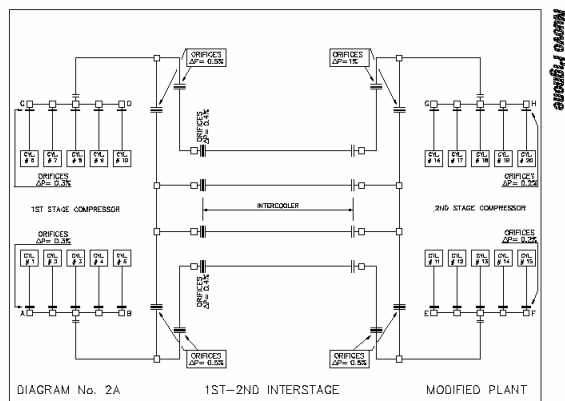 Nuovo Pignone
ORIFICES
ΔP= 0.5%
ORIFICES
ΔP= 1%
G
D
G
H
ORIFICES
ΔP= 0.4%
CYL # 6
CYL # 7
CYL # 8
CYL # 9
CYL # 10
CYL # 16
CYL # 17
CYL # 18
CYL # 19
CYL # 20
ORIFICES
ΔP= 0.3%
ORIFICES
ΔP= 0.2%
1ST STAGE COMPRESSOR
INTERCOOLER
2ND STAGE COMPRESSOR
ORIFICES
ΔP= 0.3%
ORIFICES
ΔP= 0.2%
CYL # 1
CYL # 2
CYL # 3
CYL # 4
CYL # 5
CYL # 11
CYL # 12
CYL # 13
CYL # 14
CYL # 15
ORIFICES
ΔP= 0.4%
A
B
E
F
ORIFICES
ΔP= 0.5%
ORIFICES
ΔP= 0.5%
DIAGRAM No. 2A
1ST-2ND INTERSTAGE
MODIFIED PLANT